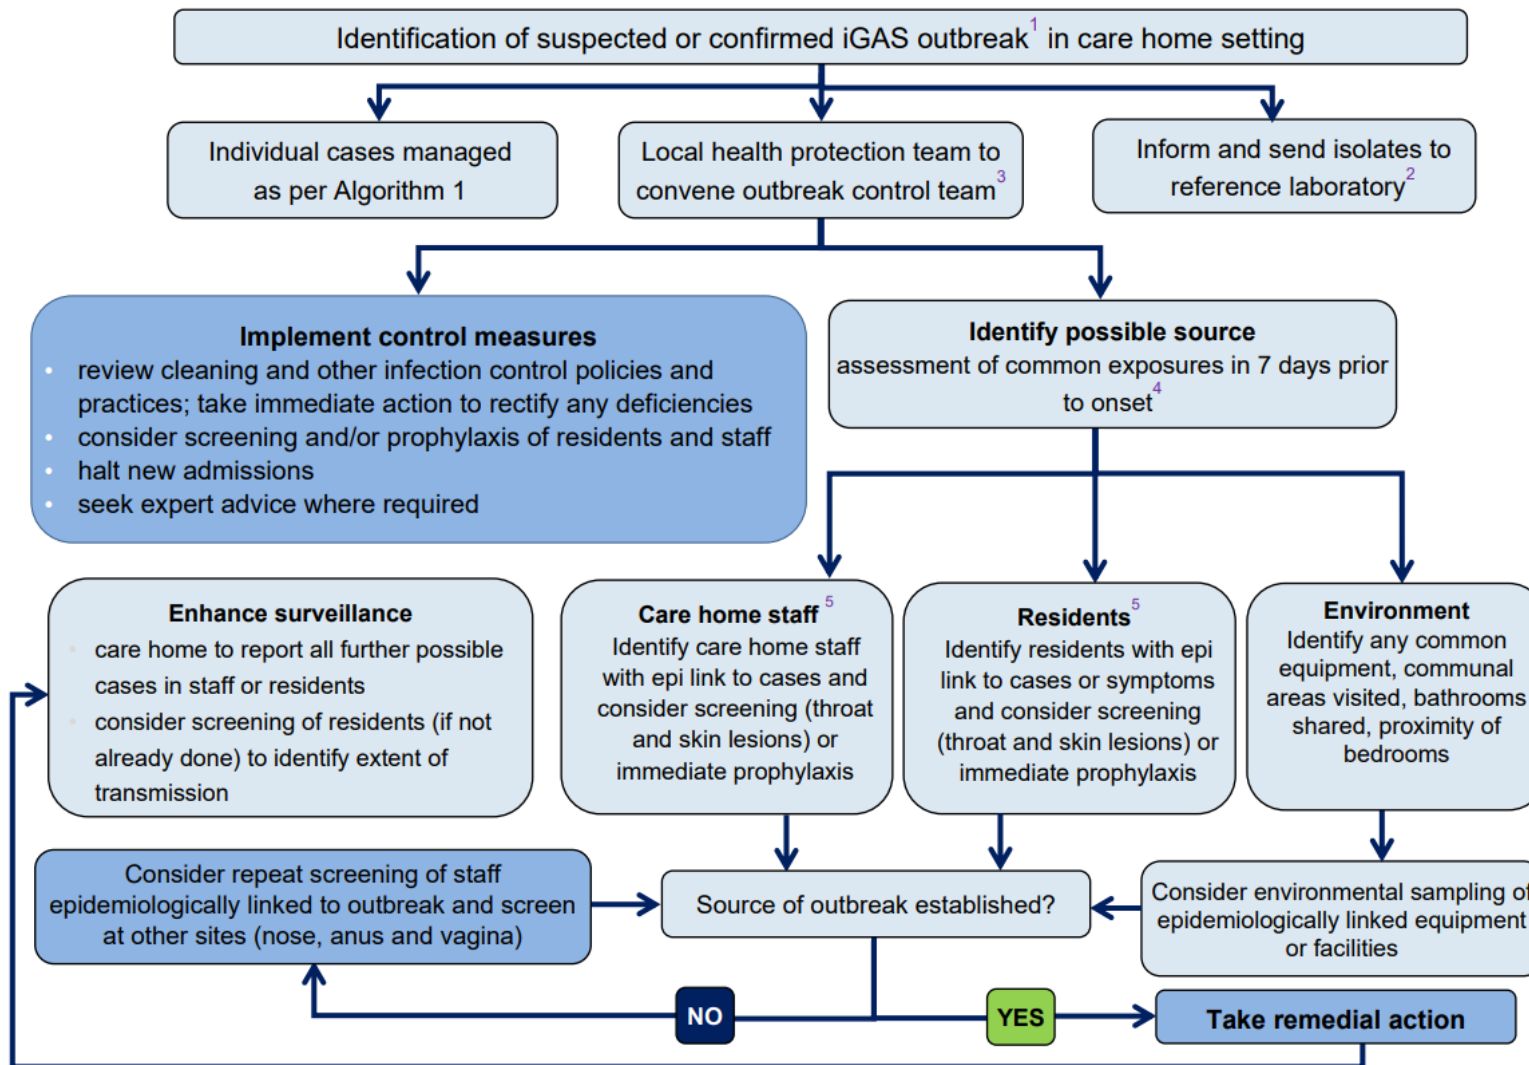 Identification of suspected or confirmed iGAS outbreak1 in care home setting
Individual cases managed
as per Algorithm 1
Local health protection team to
convene outbreak control team3
Inform and send isolates to
reference laboratory2
Implement control measures
• review cleaning and other infection control policies and
practices; take immediate action to rectify any deficiencies
• consider screening and/or prophylaxis of residents and staff
• halt new admissions
• seek expert advice where required
Identify possible source
assessment of common exposures in 7 days prior
to onset4
Enhance surveillance
• care home to report all further possible
cases in staff or residents
• consider screening of residents (if not
already done) to identify extent of
transmission
Care home staff 5
Identify care home staff
with epi link to cases and
consider screening (throat
and skin lesions) or
immediate prophylaxis
Residents5
Identify residents with epi
link to cases or symptoms
and consider screening
(throat and skin lesions) or
immediate prophylaxis
Environment
Identify any common
equipment, communal
areas visited, bathrooms
shared, proximity of
bedrooms
Consider repeat screening of staff
epidemiologically linked to outbreak and screen
at other sites (nose, anus and vagina)
Source of outbreak established?
Consider environmental sampling of
epidemiologically linked equipment
or facilities
NO
YES
Take remedial action